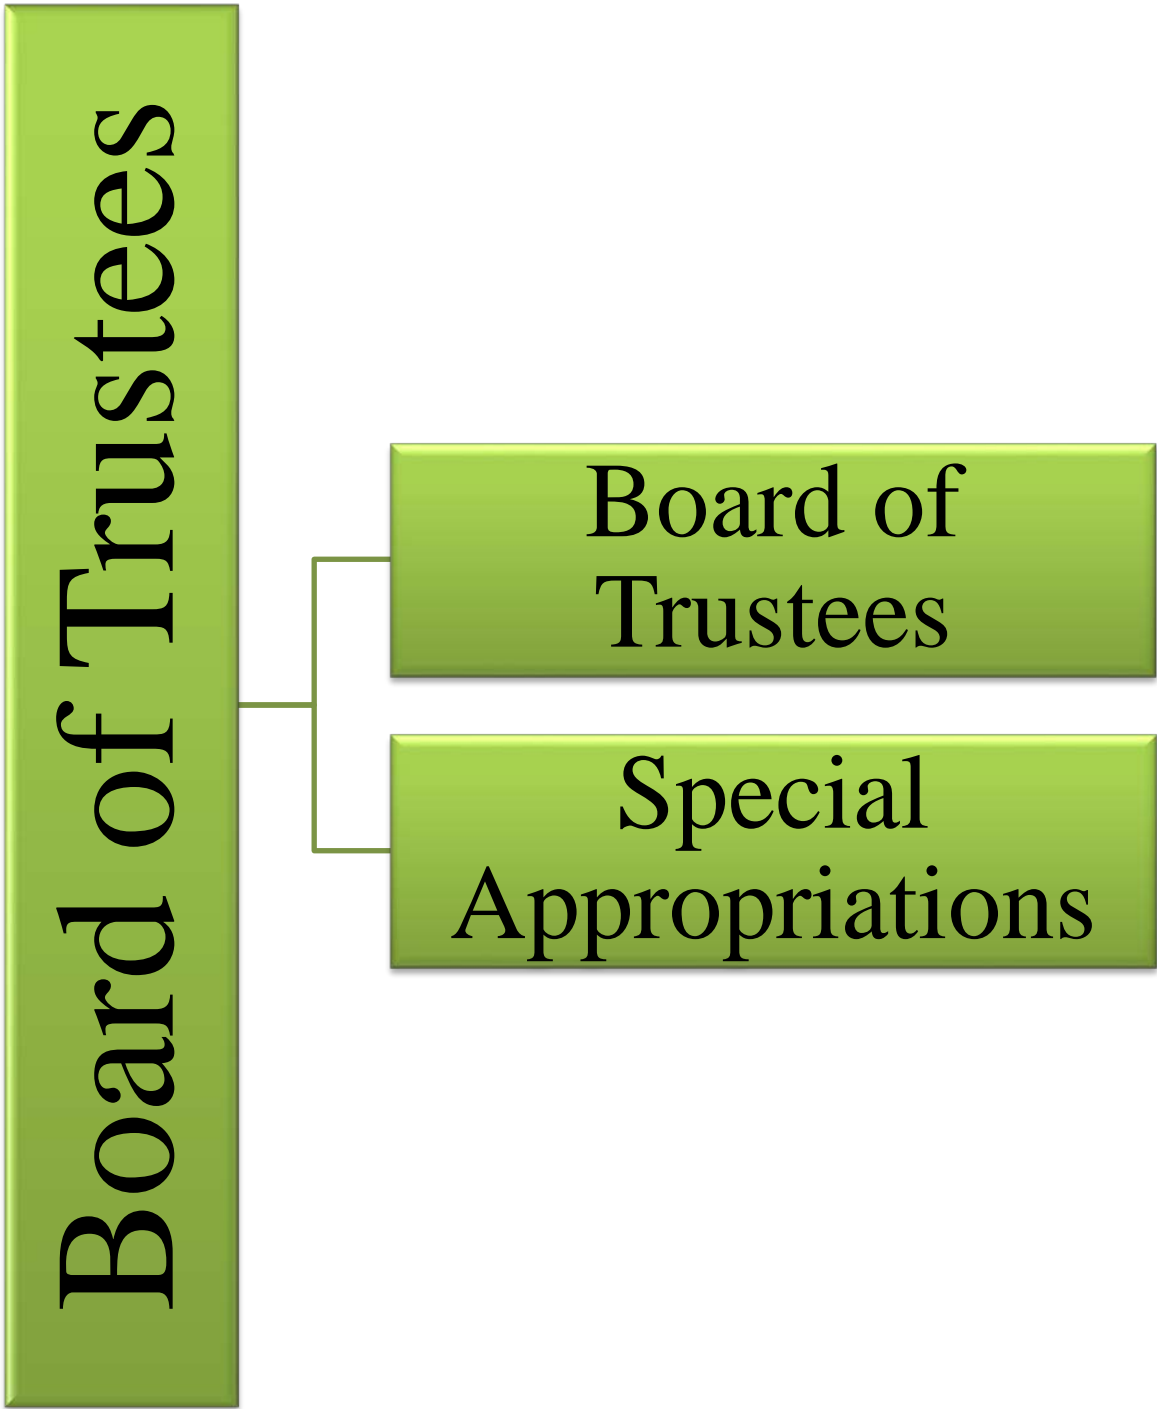 Board of Trustees
Board of
Trustees
Special
Appropriations